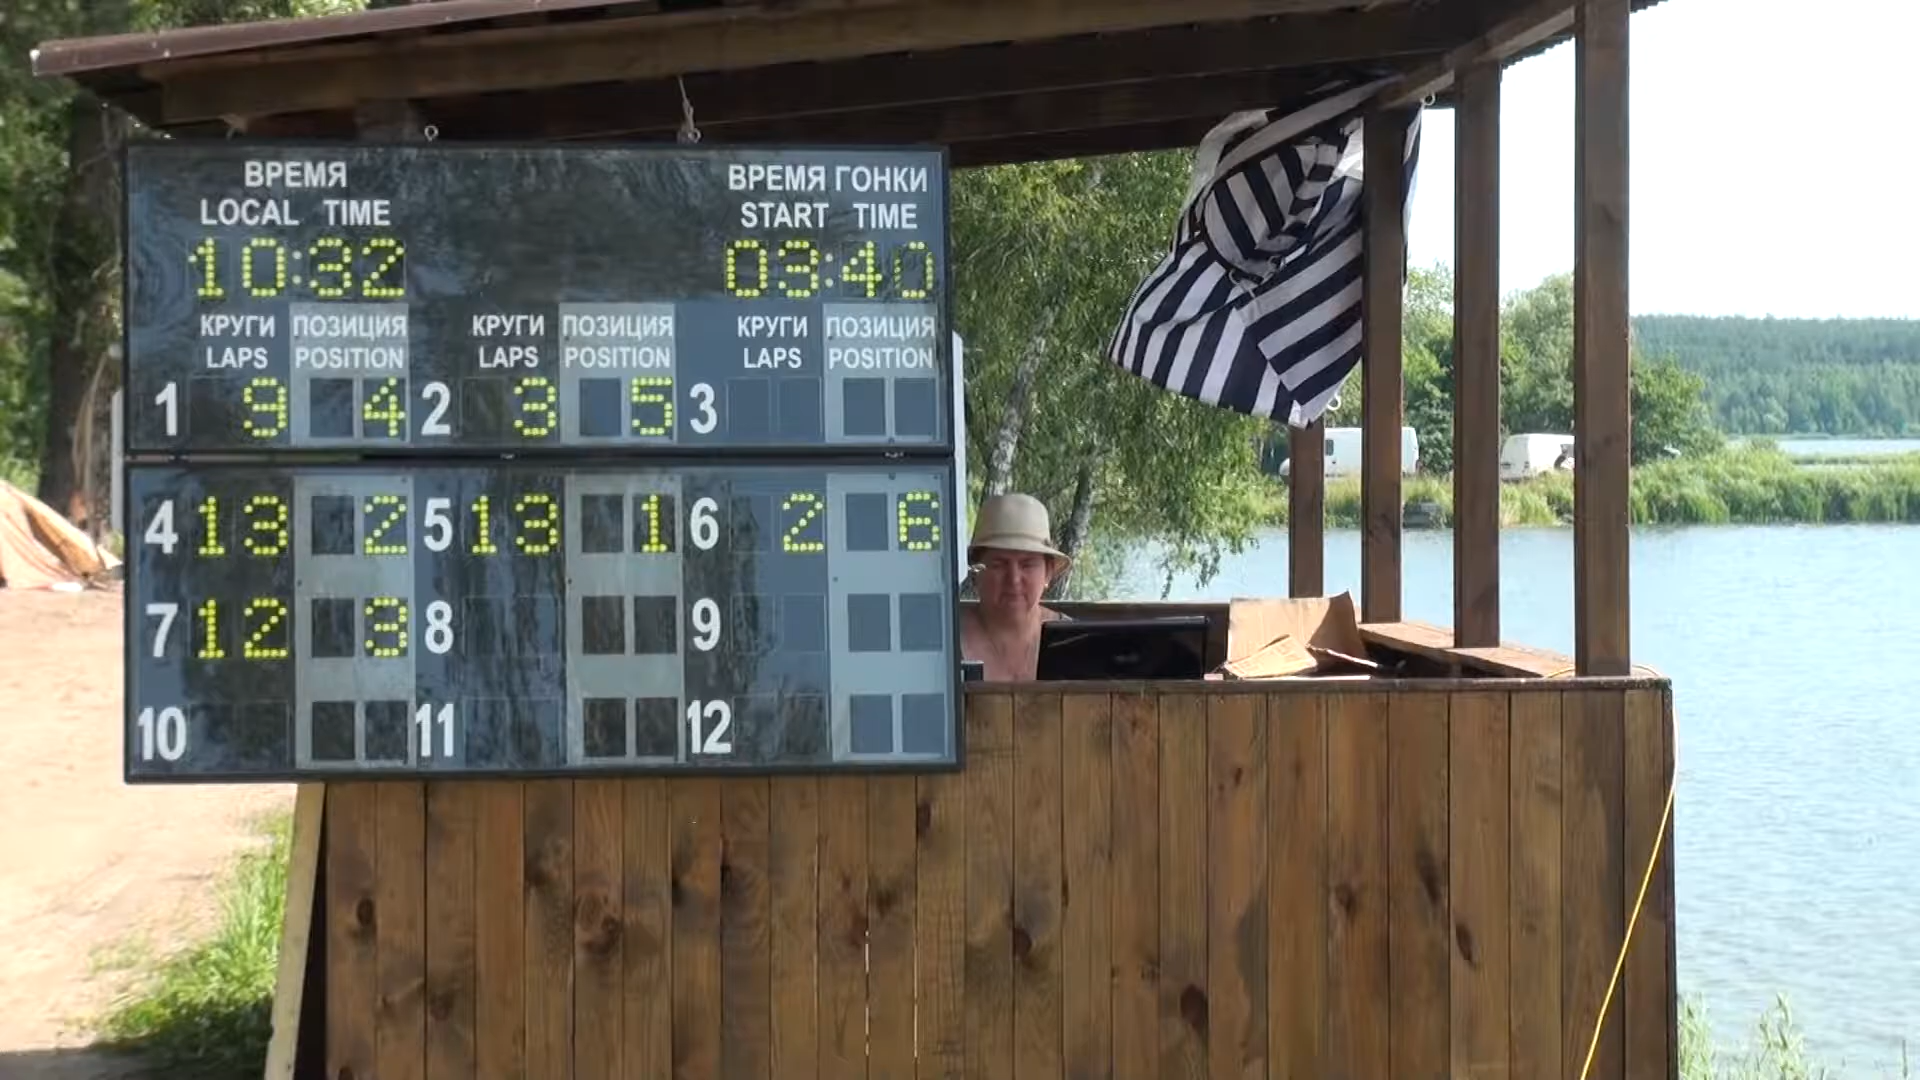 ВРЕМЯ ВРЕМЯ ГОНКИ
LOCAL TIME START TIME
10:32 03:40
КРУГИ ПОЗИЦИЯ КРУГИ ПОЗИЦИЯ КРУГИ ПОЗИЦИЯ
LAPS POSITION LAPS POSITION LAPS POSITION
1 9 4 2 3 5 3
4 13 2 5 13 1 6 2 6
7 12 3 8 9
10 11 12